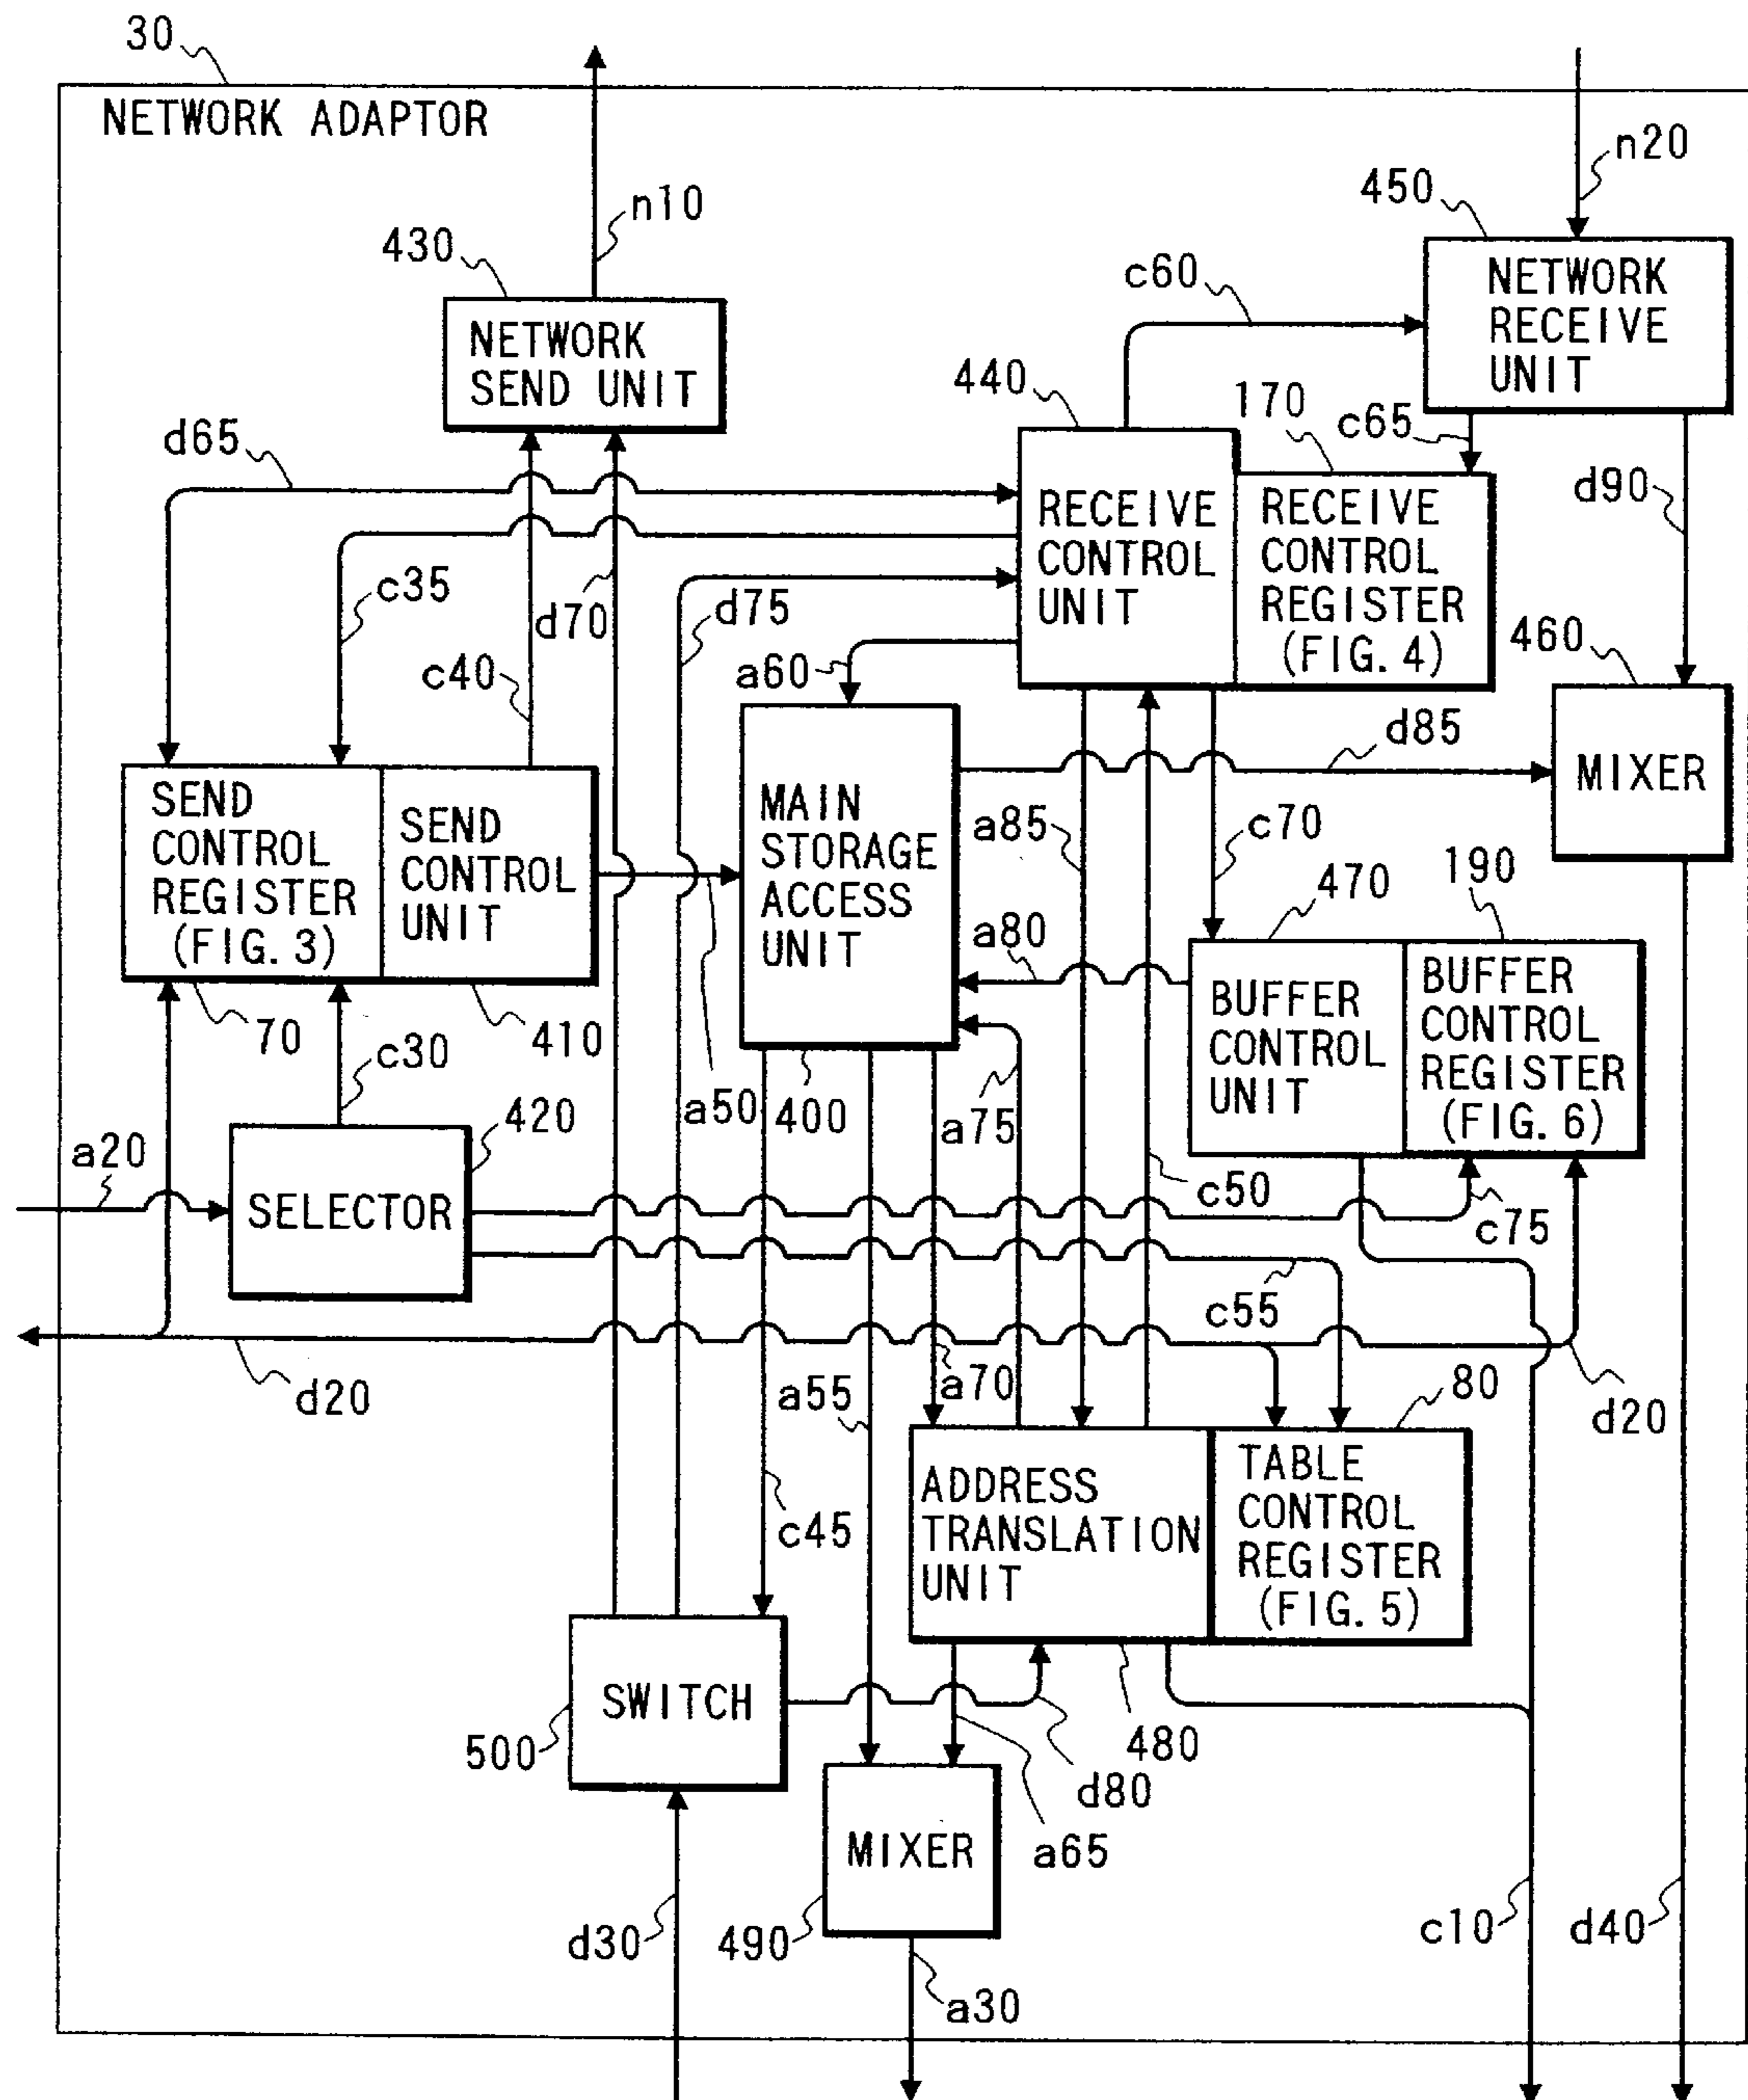 30
NETWORK ADAPTOR
n10
n20
430
450
NETWORK
SEND UNIT
c60
NETWORK
RECEIVE
UNIT
440
170
c65
d65
d90
RECEIVE
CONTROL
UNIT
RECEIVE
CONTROL
REGISTER
(FIG. 4)
c35
d70
d75
460
c40
a60
d85
MIXER
SEND
CONTROL
REGISTER
(FIG. 3)
SEND
CONTROL
UNIT
MAIN
STORAGE
ACCESS
UNIT
a85
c70
470
190
a80
BUFFER
CONTROL
UNIT
BUFFER
CONTROL
REGISTER
(FIG. 6)
70
410
c30
a50
400
a75
420
a20
SELECTOR
c50
c75
c55
d20
a55
a70
80
d20
ADDRESS
TRANSLATION
UNIT
TABLE
CONTROL
REGISTER
(FIG. 5)
c45
SWITCH
500
480
d80
MIXER
a65
d30
490
a30
c10
d40